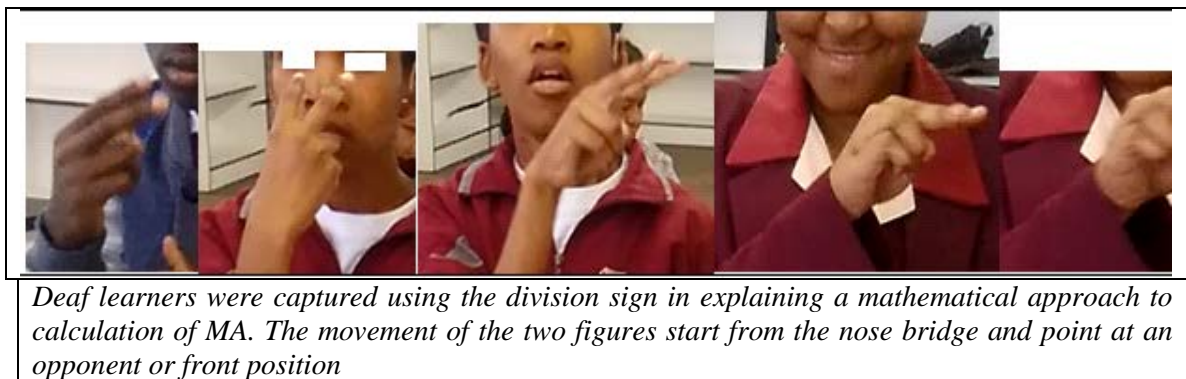 Deaf learners were captured using the division sign in explaining a mathematical approach to
calculation of MA. The movement of the two figures start from the nose bridge and point at an
opponent or front position